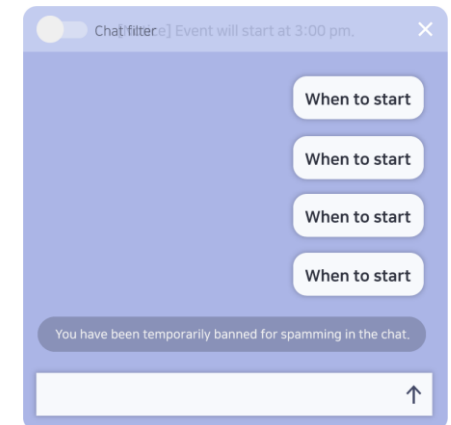 Chat filter
[Notice] Event will start at 3:00 pm.
When to start
When to start
When to start
When to start
You have been temporarily banned for spamming in the chat.